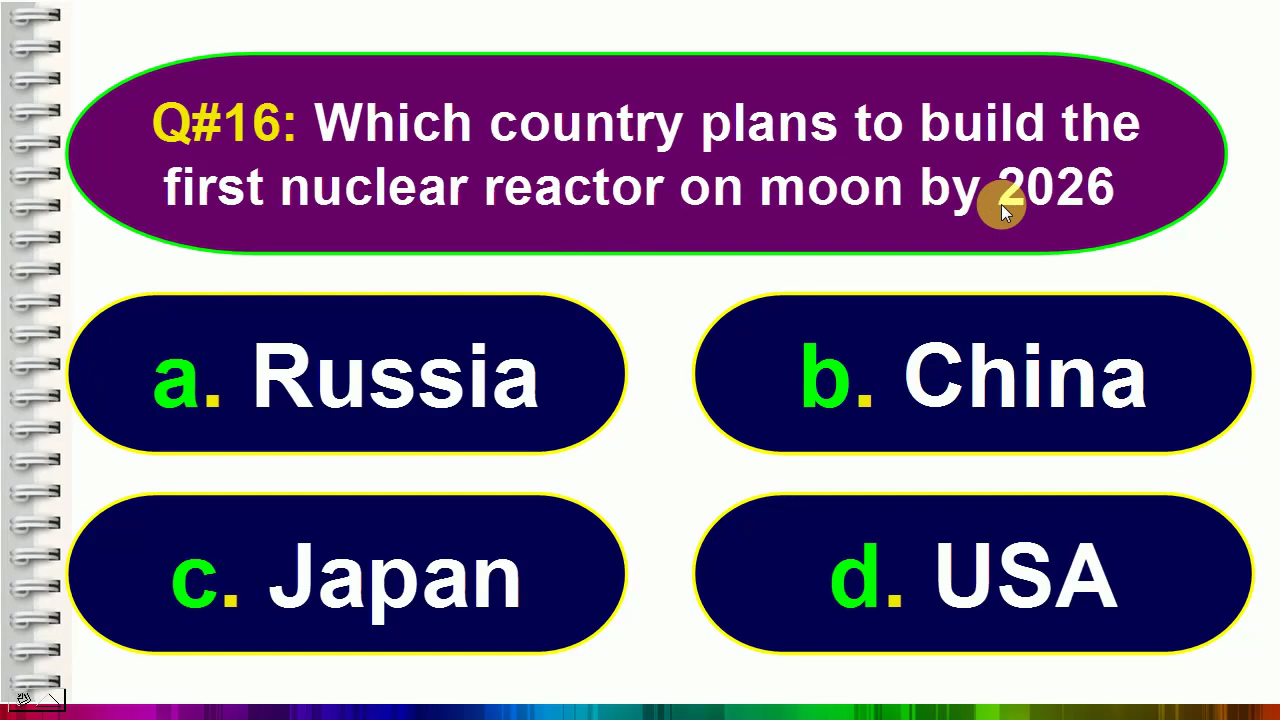 Q#16: Which country plans to build the
first nuclear reactor on moon by 2026
a. Russia
b. China
c. Japan
d. USA